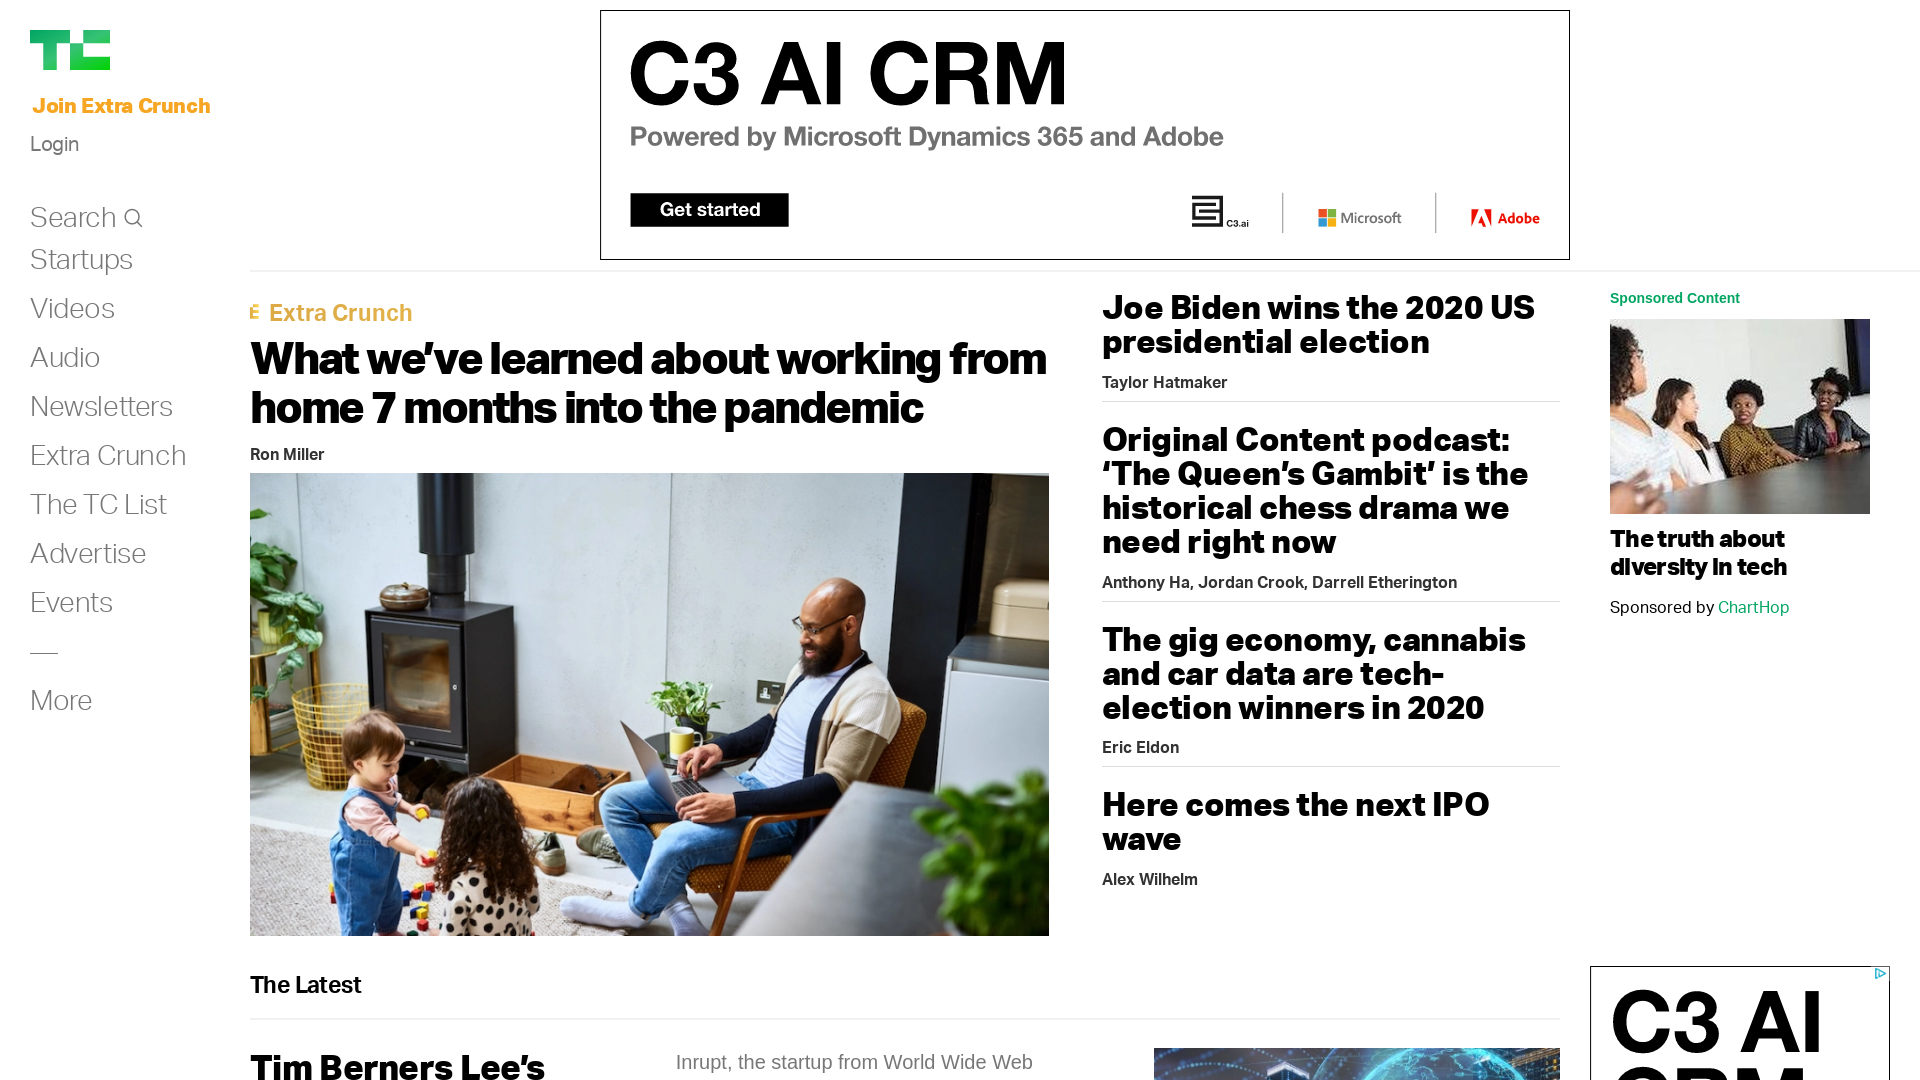 TC
Join Extra Crunch
Login
Search
Startups
Videos
Audio
Newsletters
Extra Crunch
The TC List
Advertise
Events
More
C3 AI CRM
Powered by Microsoft Dynamics 365 and Adobe
Get started
C3.ai
Microsoft
Adobe
Extra Crunch
What we’ve learned about working from
home 7 months into the pandemic
Ron Miller
Joe Biden wins the 2020 US
presidential election
Taylor Hatmaker
Original Content podcast:
‘The Queen’s Gambit’ is the
historical chess drama we
need right now
Anthony Ha, Jordan Crook, Darrell Etherington
The gig economy, cannabis
and car data are tech-
election winners in 2020
Eric Eldon
Here comes the next IPO
wave
Alex Wilhelm
Sponsored Content
The truth about
diversity in tech
Sponsored by ChartHop
The Latest
Tim Berners Lee’s
Inrupt, the startup from World Wide Web
C3 AI
CRM